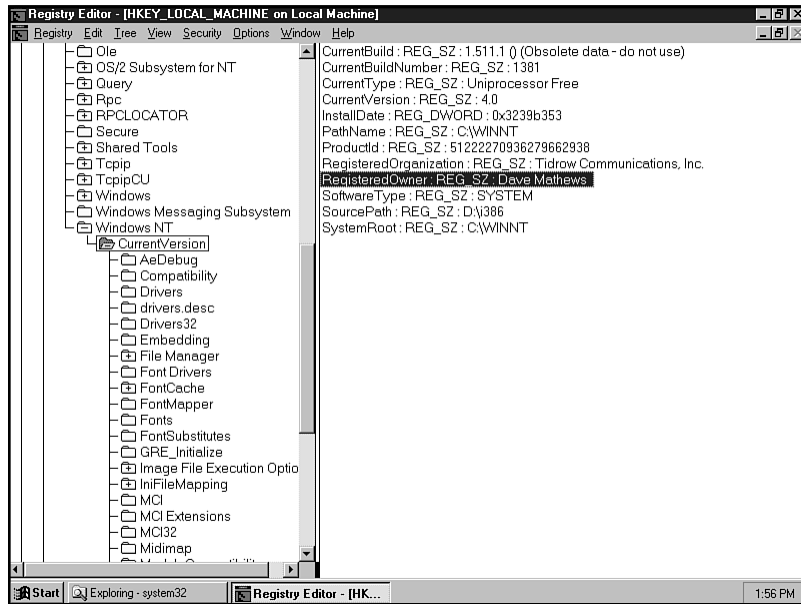 Registry Editor - [HKEY_LOCAL_MACHINE on Local Machine]
Registry Edit Tree View Security Options Window Help
Ole
OS/2 Subsystem for NT
Query
Rpc
RPCLOCATOR
Secure
Shared Tools
Tcpip
TcpipCU
Windows
Windows Messaging Subsystem
Windows NT
CurrentVersion
AeDebug
Compatibility
Drivers
drivers.desc
Drivers32
Embedding
File Manager
Font Drivers
FontCache
FontMapper
Fonts
FontSubstitutes
GRE_Initialize
Image File Execution Optio
IniFileMapping
MCI
MCI Extensions
MCI32
Midimap
CurrentBuild : REG_SZ : 1.511.1 () (Obsolete data - do not use)
CurrentBuildNumber : REG_SZ : 1381
CurrentType : REG_SZ : Uniprocessor Free
CurrentVersion : REG_SZ : 4.0
InstallDate : REG_DWORD : 0x3239b353
PathName : REG_SZ : C:\WINNT
ProductId : REG_SZ : 51222270936279662938
RegisteredOrganization : REG_SZ : Tidrow Communications, Inc.
RegisteredOwner : REG_SZ : Dave Mathews
SoftwareType : REG_SZ : SYSTEM
SourcePath : REG_SZ : D:\i386
SystemRoot : REG_SZ : C:\WINNT
Start Exploring - system32 Registry Editor - [HK... 1:56 PM